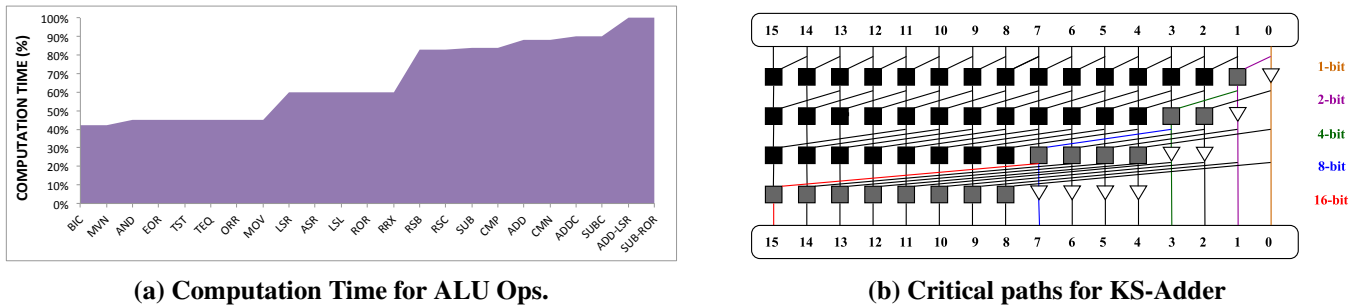 COMPUTATION TIME (%)
100%
90%
80%
70%
60%
50%
40%
30%
20%
10%
0%
BIC MVN AND EOR TST TEQ ORR MOV LSR ASR LSL ROR RRX RSB RSC SUB CMP ADD CMN ADDC SUBC ADD-LSR SUB-ROR
(a) Computation Time for ALU Ops.
15 14 13 12 11 10 9 8 7 6 5 4 3 2 1 0
1-bit
2-bit
4-bit
8-bit
16-bit
15 14 13 12 11 10 9 8 7 6 5 4 3 2 1 0
(b) Critical paths for KS-Adder